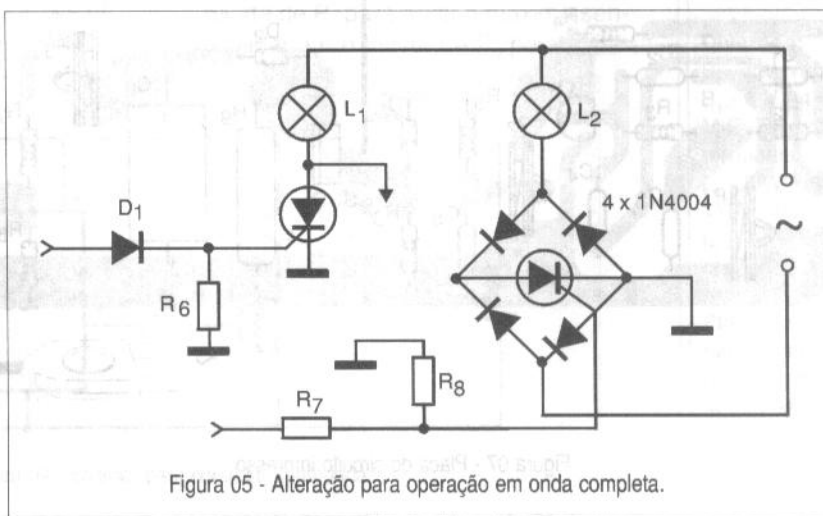 L1
L2
D1
4 x 1N4004
~
R6
R8
R7
Figura 05 - Alteração para operação em onda completa.